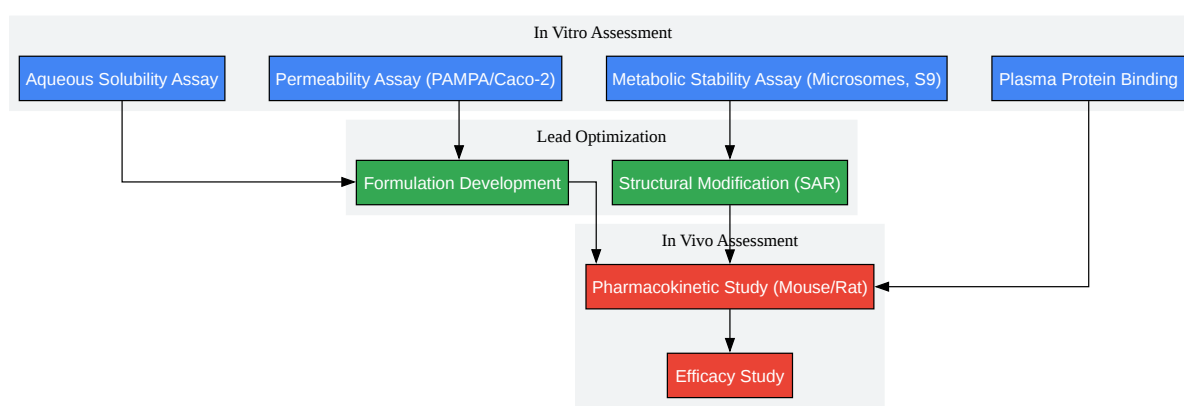 In Vitro Assessment
Aqueous Solubility Assay
Permeability Assay (PAMPA/Caco-2)
Metabolic Stability Assay (Microsomes, S9)
Plasma Protein Binding
Lead Optimization
Formulation Development
Structural Modification (SAR)
In Vivo Assessment
Pharmacokinetic Study (Mouse/Rat)
Efficacy Study